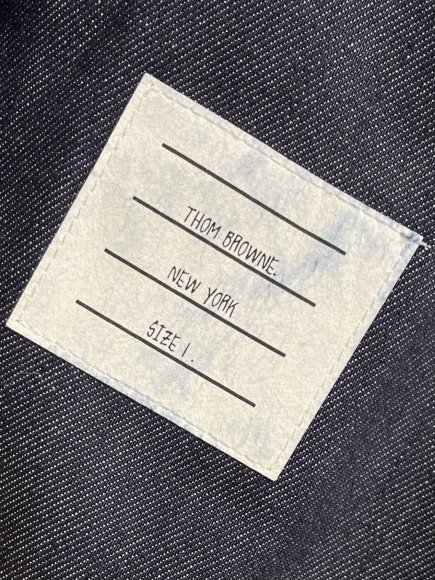 THOM BROWNE.
NEW YORK
SIZE 1.